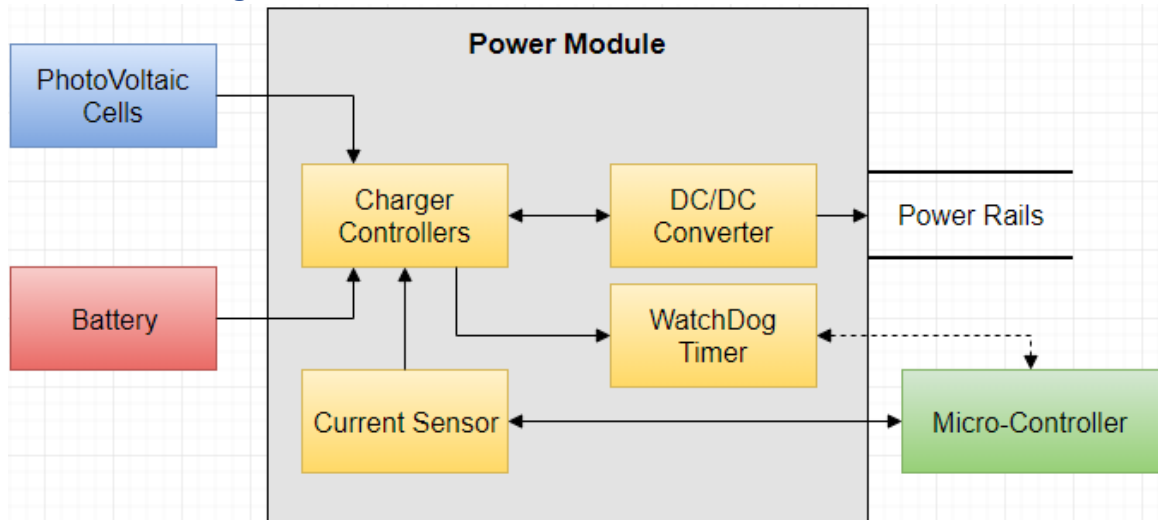 Power Module
PhotoVoltaic
Cells
Charger
Controllers
DC/DC
Converter
Power Rails
Battery
WatchDog
Timer
Current Sensor
Micro-Controller